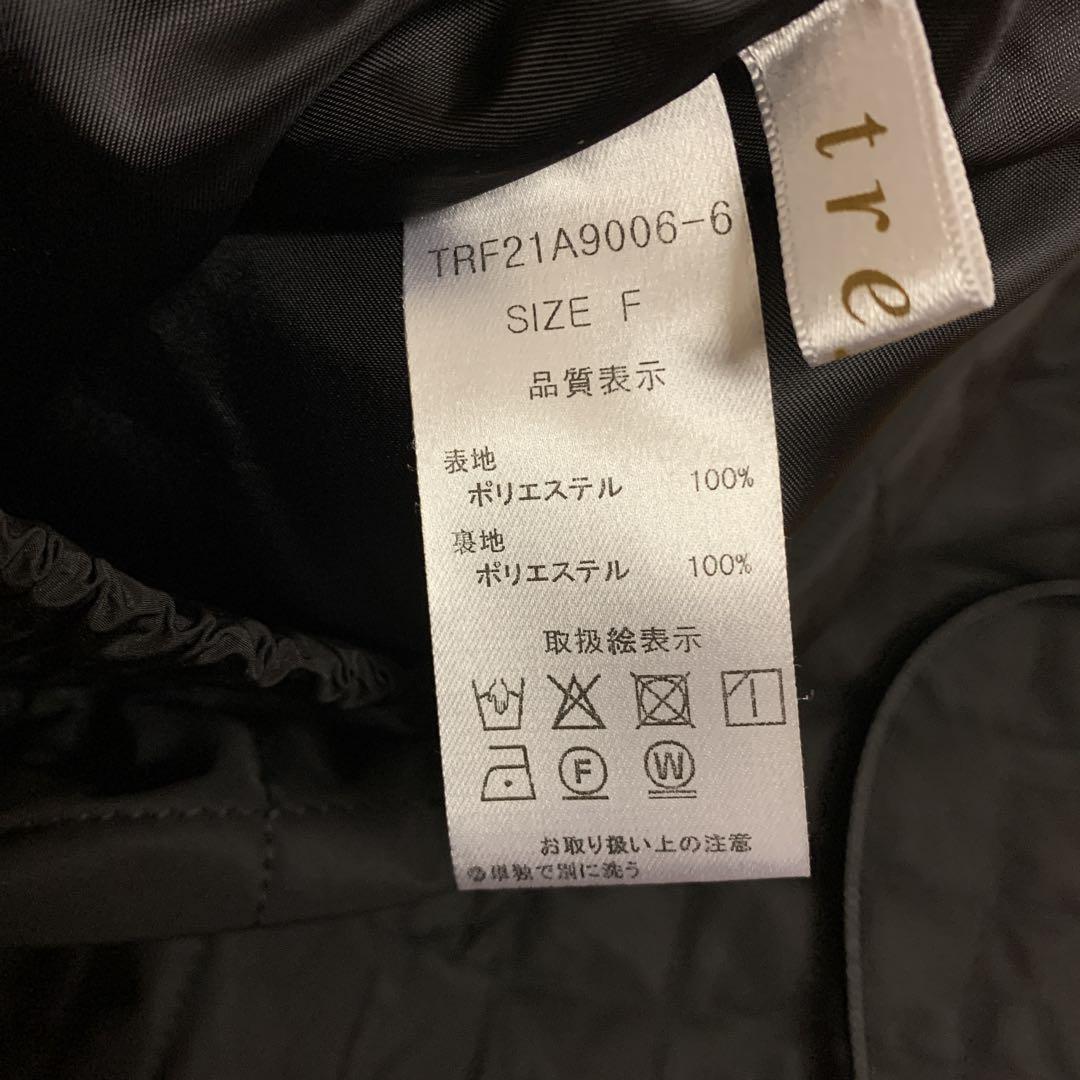 tre
TRF21A9006-6
SIZE F
品質表示
表地
ポリエステル 100%
裏地
ポリエステル 100%
取扱絵表示
F W
お取り扱い上の注意
②単独で別に洗う